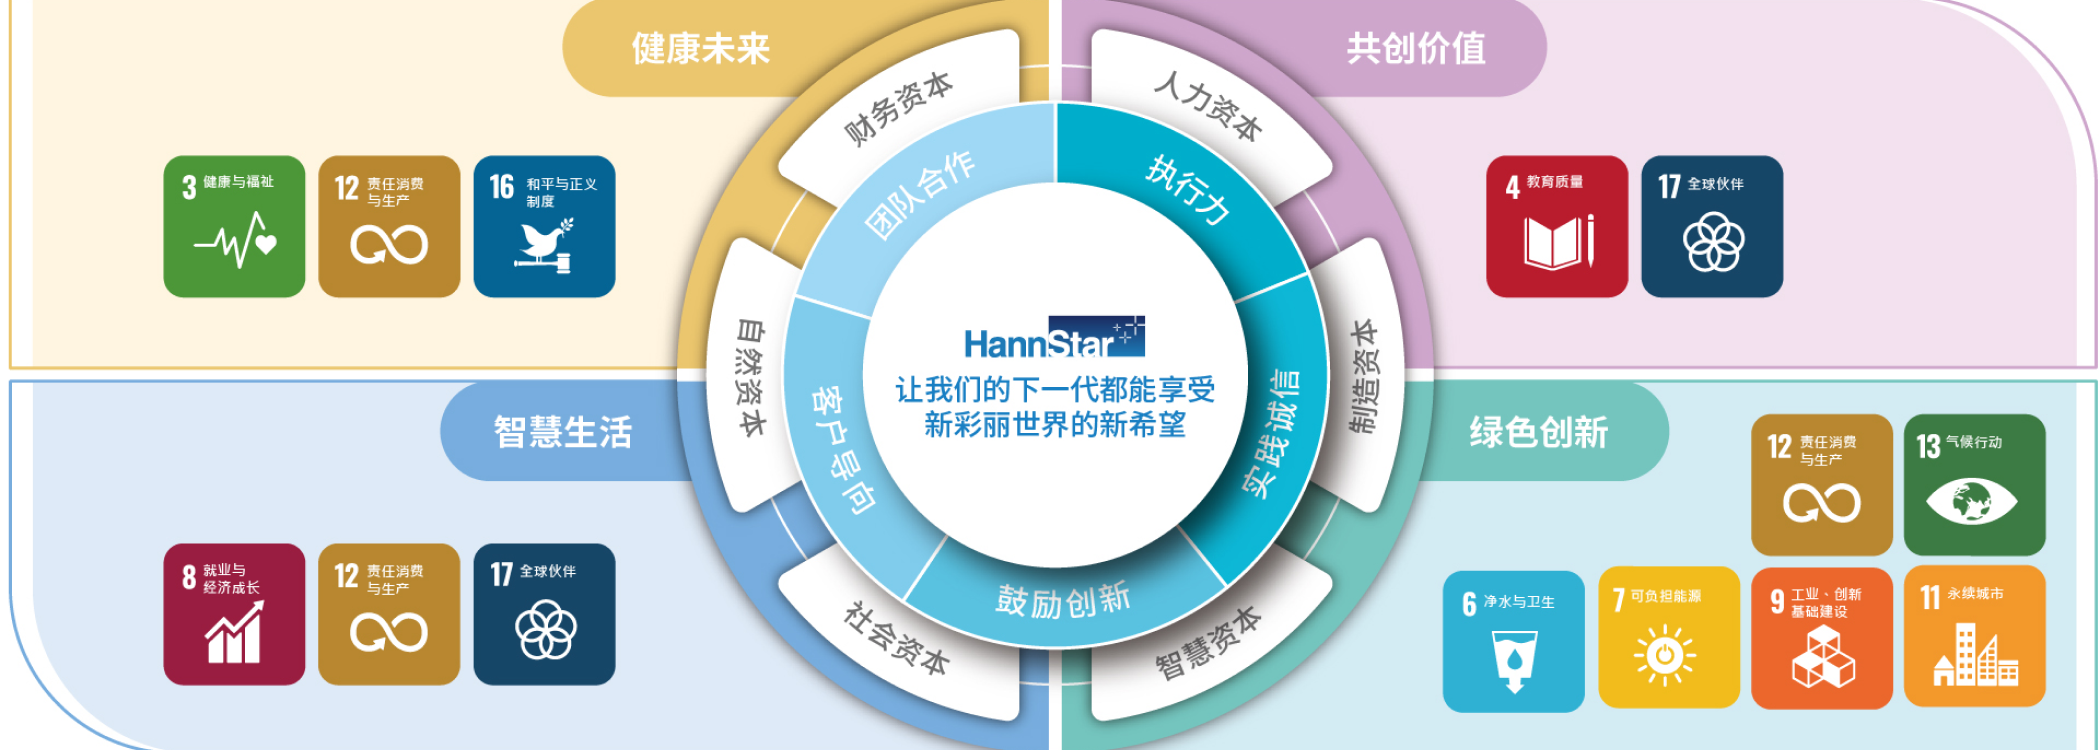 健康未来
共创价值
财务资本
人力资本
团队合作
执行力
3 健康与福祉
12 责任消费
与生产
16 和平与正义
制度
4 教育质量
17 全球伙伴
HannStar
让我们的下一代都能享受
新彩丽世界的新希望
自然资本
客户导向
实践诚信
制造资本
智慧生活
绿色创新
12 责任消费
与生产
13 气候行动
8 就业与
经济成长
12 责任消费
与生产
17 全球伙伴
社会资本
鼓励创新
智慧资本
6 净水与卫生
7 可负担能源
9 工业、创新
基础建设
11 永续城市